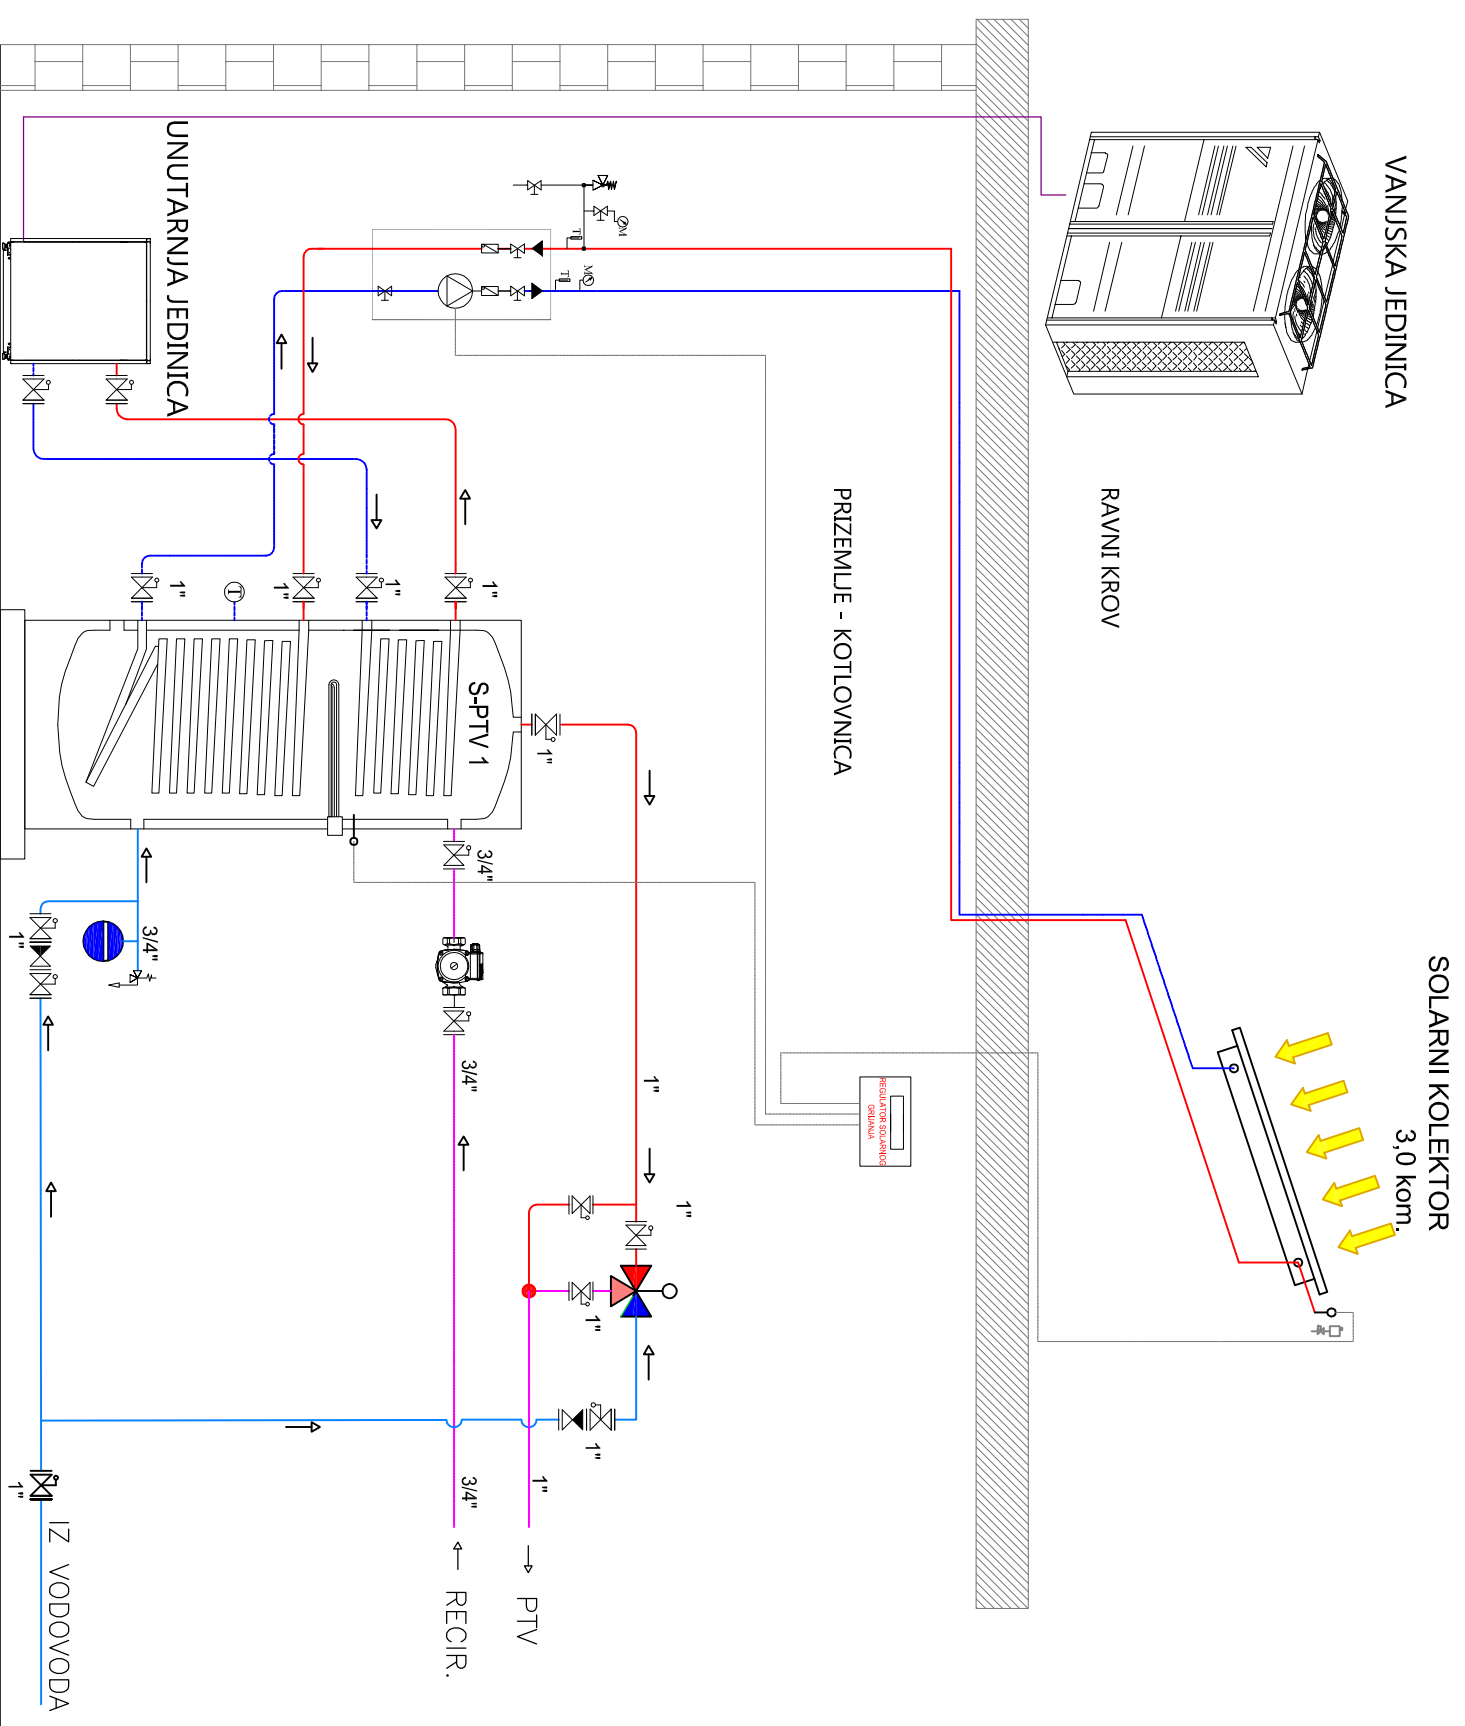 VANJSKA JEDINICA
SOLARNI KOLEKTOR
3,0 kom.
RAVNI KROV
PRIZEMLJE - KOTLOVNICA
REGULATOR SOLARNOG
GRIJANJA
UNUTARNJA JEDINICA
M
T
M
T
1"
1"
1"
1"
T
S-PTV 1
1"
3/4"
3/4"
1"
1"
1"
1"
3/4"
1"
3/4"
1"
1"
PTV
RECIR.
IZ VODOVODA